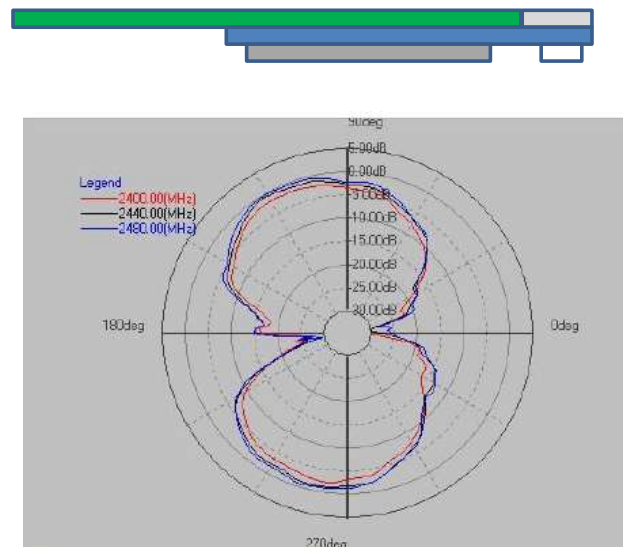 90deg
5.00dB
0.00dB
Legend
2400.00(MHz)
2440.00(MHz)
2480.00(MHz)
5.00dB
10.00dB
15.00dB
20.00dB
25.00dB
30.00dB
180deg
0deg
270deg